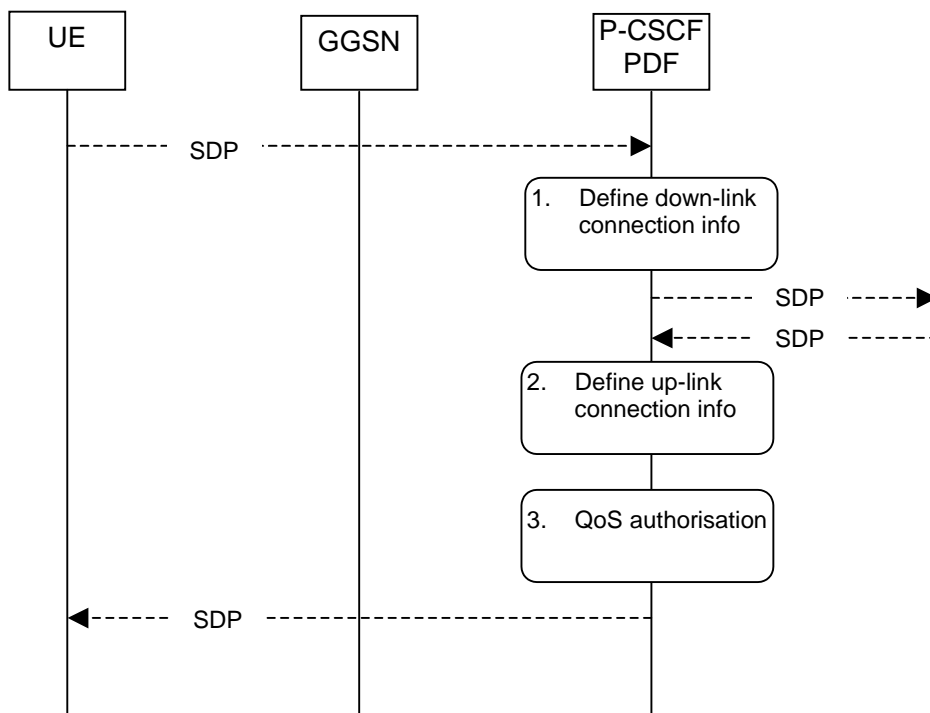 UE
GGSN
P-CSCF
PDF
SDP
1. Define down-link
connection info
SDP
SDP
2. Define up-link
connection info
3. QoS authorisation
SDP